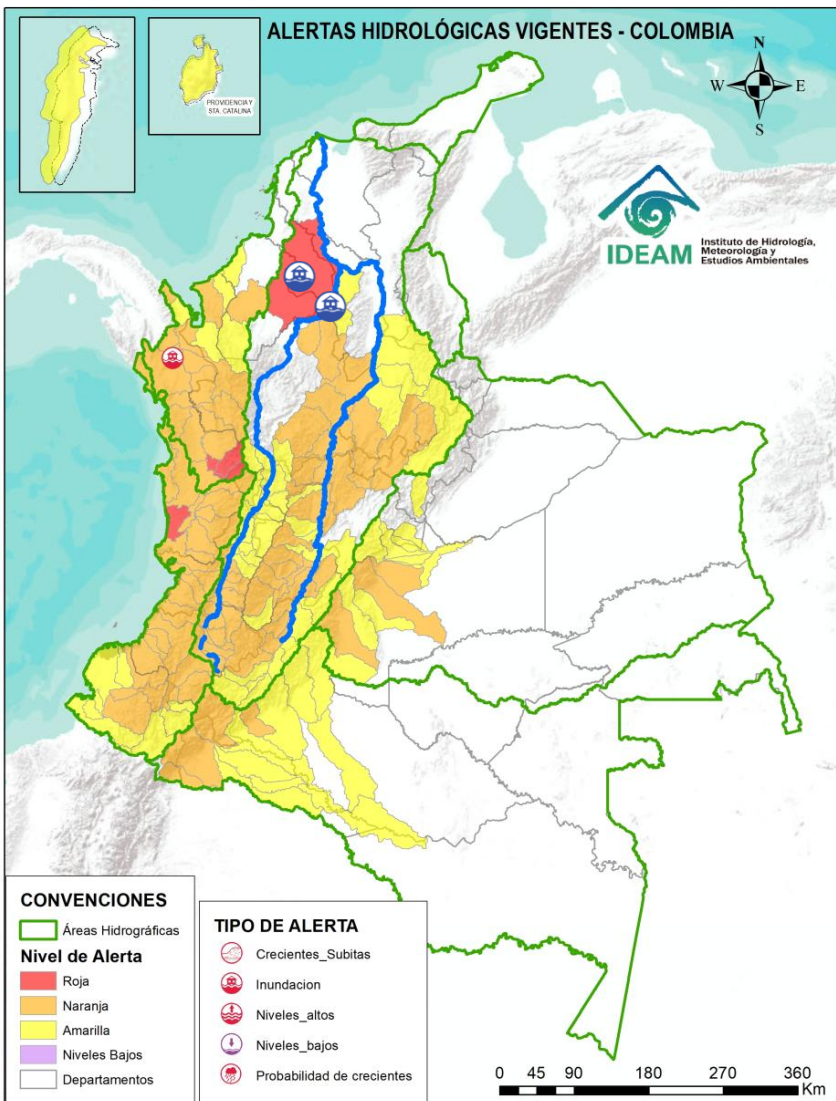 ALERTAS HIDROLÓGICAS VIGENTES - COLOMBIA
PROVIDENCIA Y
STA. CATALINA
N
W
E
S
IDEAM
Instituto de Hidrología,
Meteorología y
Estudios Ambientales
CONVENCIONES
Áreas Hidrográficas
Nivel de Alerta
Roja
Naranja
Amarilla
Niveles Bajos
Departamentos
TIPO DE ALERTA
Crecientes_Subitas
Inundacion
Niveles_altos
Niveles_bajos
Probabilidad de crecientes
0 45 90 180 270 360
Km